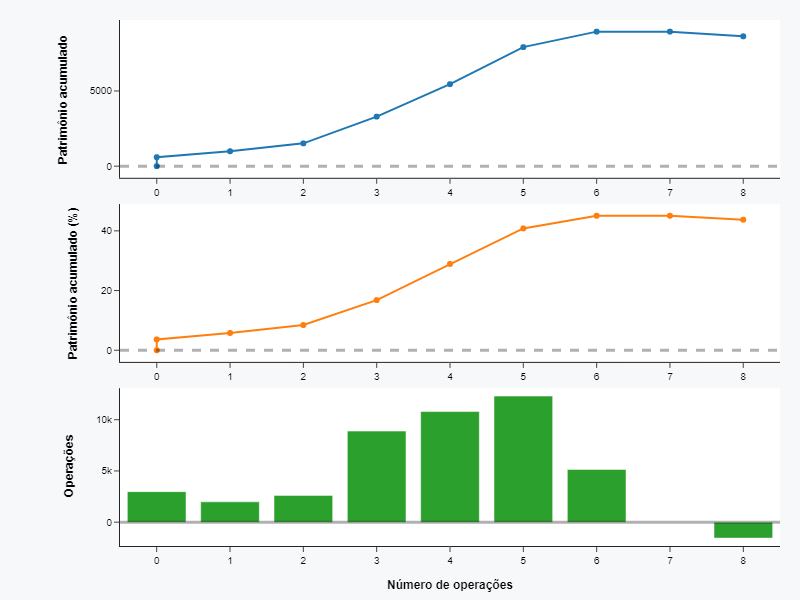 Patrimônio acumulado
5000
0
0 1 2 3 4 5 6 7 8
Patrimônio acumulado (%)
40
20
0
0 1 2 3 4 5 6 7 8
Operações
10k
5k
0
0 1 2 3 4 5 6 7 8
Número de operações